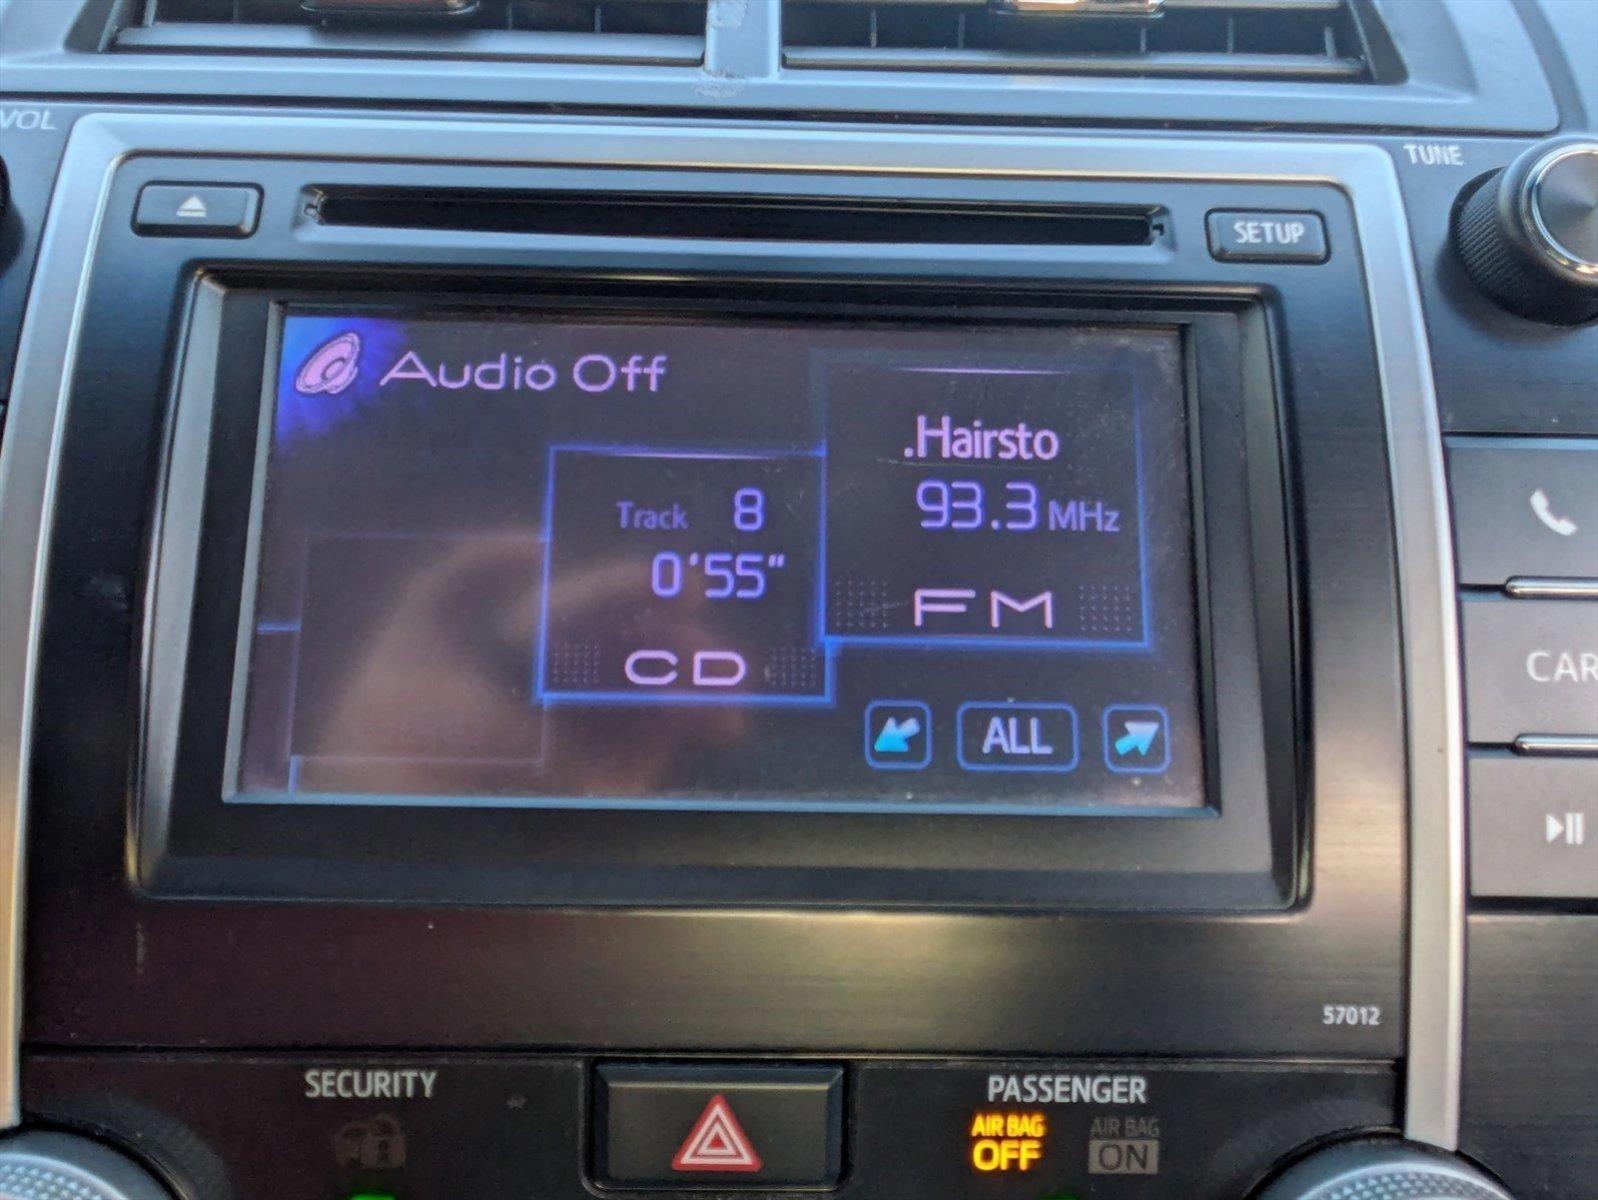 VOL
TUNE
SETUP
Audio Off
.Hairsto
93.3 MHz
FM
Track 8
0'55"
CD
ALL
CAR
57012
SECURITY
PASSENGER
AIR BAG
OFF
AIR BAG
ON